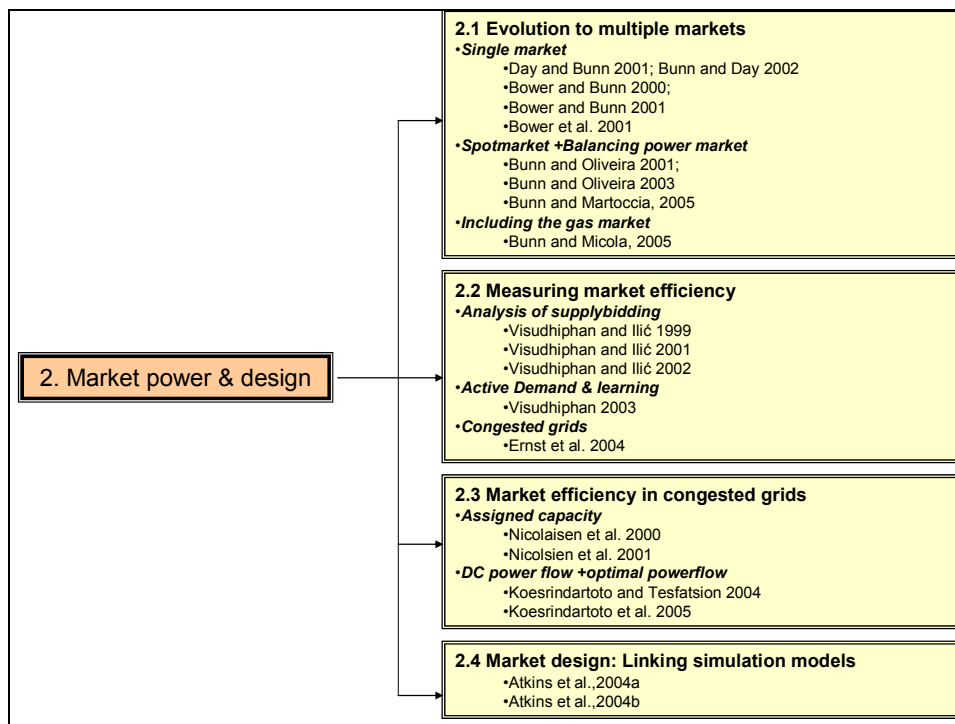 2. Market power & design
2.1 Evolution to multiple markets
•Single market
•Day and Bunn 2001; Bunn and Day 2002
•Bower and Bunn 2000;
•Bower and Bunn 2001
•Bower et al. 2001
•Spotmarket +Balancing power market
•Bunn and Oliveira 2001;
•Bunn and Oliveira 2003
•Bunn and Martoccia, 2005
•Including the gas market
•Bunn and Micola, 2005
2.2 Measuring market efficiency
•Analysis of supplybidding
•Visudhiphan and Ilić 1999
•Visudhiphan and Ilić 2001
•Visudhiphan and Ilić 2002
•Active Demand & learning
•Visudhiphan 2003
•Congested grids
•Ernst et al. 2004
2.3 Market efficiency in congested grids
•Assigned capacity
•Nicolaisen et al. 2000
•Nicolsien et al. 2001
•DC power flow +optimal powerflow
•Koesrindartoto and Tesfatsion 2004
•Koesrindartoto et al. 2005
2.4 Market design: Linking simulation models
•Atkins et al.,2004a
•Atkins et al.,2004b